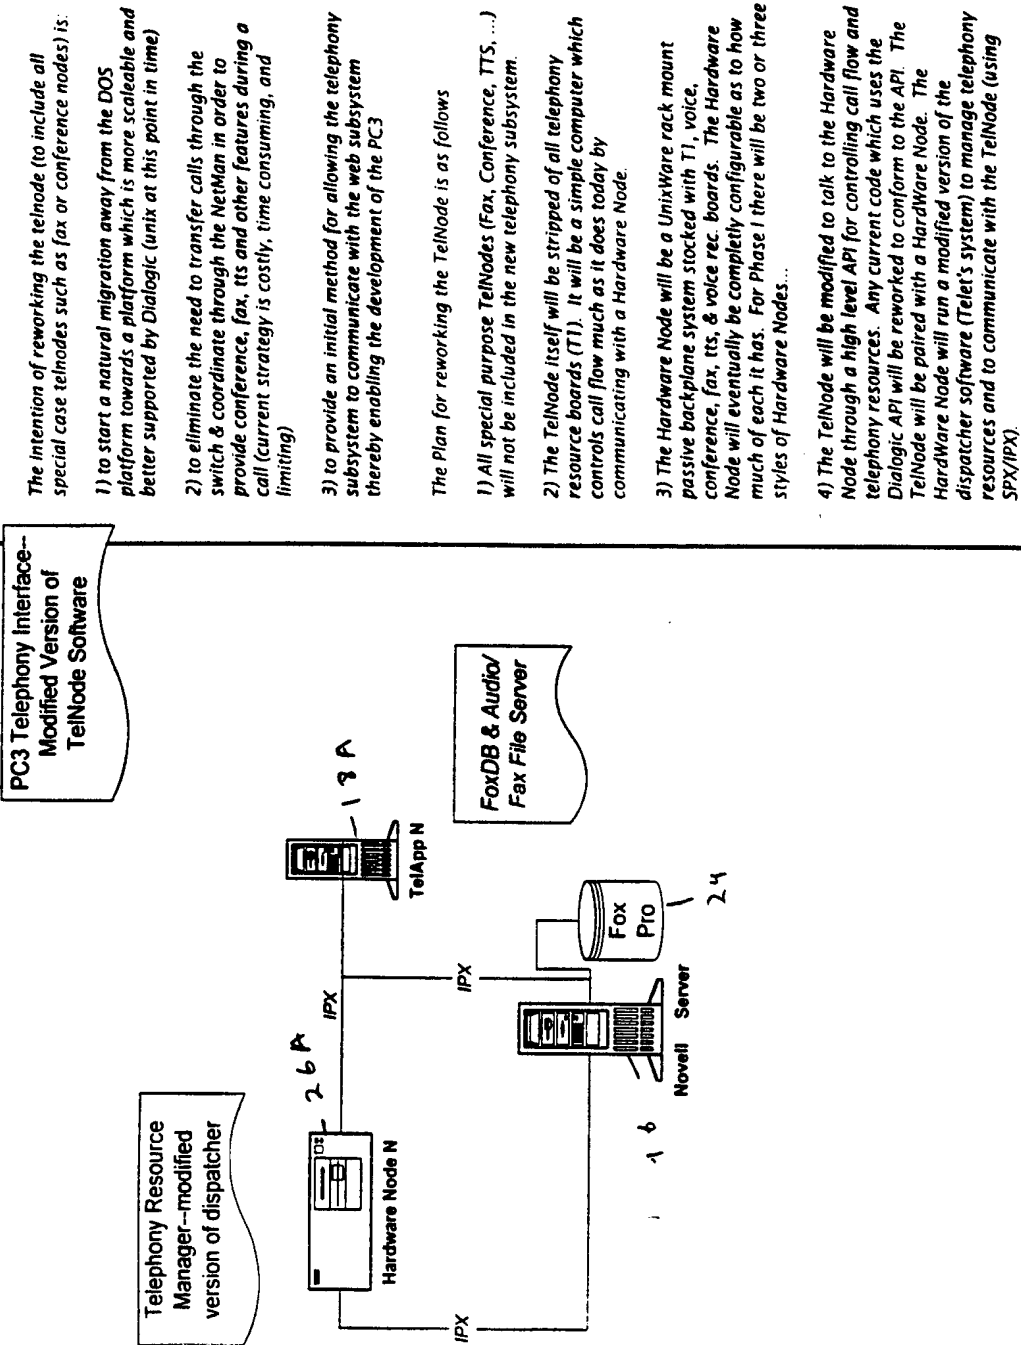 PC3 Telephony Interface--
Modified Version of
TelNode Software
Telephony Resource
Manager--modified
version of dispatcher
26A
Hardware Node N
IPX
IPX
IPX
18A
TelApp N
FoxDB & Audio/
Fax File Server
Fox
Pro
24
Novell Server
16
The Intention of reworking the telnode (to include all
special case telnodes such as fax or conference nodes) is:
1) to start a natural migration away from the DOS
platform towards a platform which is more scaleable and
better supported by Dialogic (unix at this point in time)
2) to eliminate the need to transfer calls through the
switch & coordinate through the NetMan in order to
provide conference, fax, tts and other features during a
call (current strategy is costly, time consuming, and
limiting)
3) to provide an initial method for allowing the telephony
subsystem to communicate with the web subsystem
thereby enabling the development of the PC3
The Plan for reworking the TelNode is as follows
1) All special purpose TelNodes (Fax, Conference, TTS, ...)
will not be included in the new telephony subsystem.
2) The TelNode itself will be stripped of all telephony
resource boards (T1). It will be a simple computer which
controls call flow much as it does today by
communicating with a Hardware Node.
3) The Hardware Node will be a UnixWare rack mount
passive backplane system stocked with T1, voice,
conference, fax, tts, & voice rec. boards. The Hardware
Node will eventually be completly configurable as to how
much of each it has. For Phase I there will be two or three
styles of Hardware Nodes...
4) The TelNode will be modified to talk to the Hardware
Node through a high level API for controlling call flow and
telephony resources. Any current code which uses the
Dialogic API will be reworked to conform to the API. The
TelNode will be paired with a HardWare Node. The
HardWare Node will run a modified version of the
dispatcher software (Telet's system) to manage telephony
resources and to communicate with the TelNode (using
SPX/IPX).